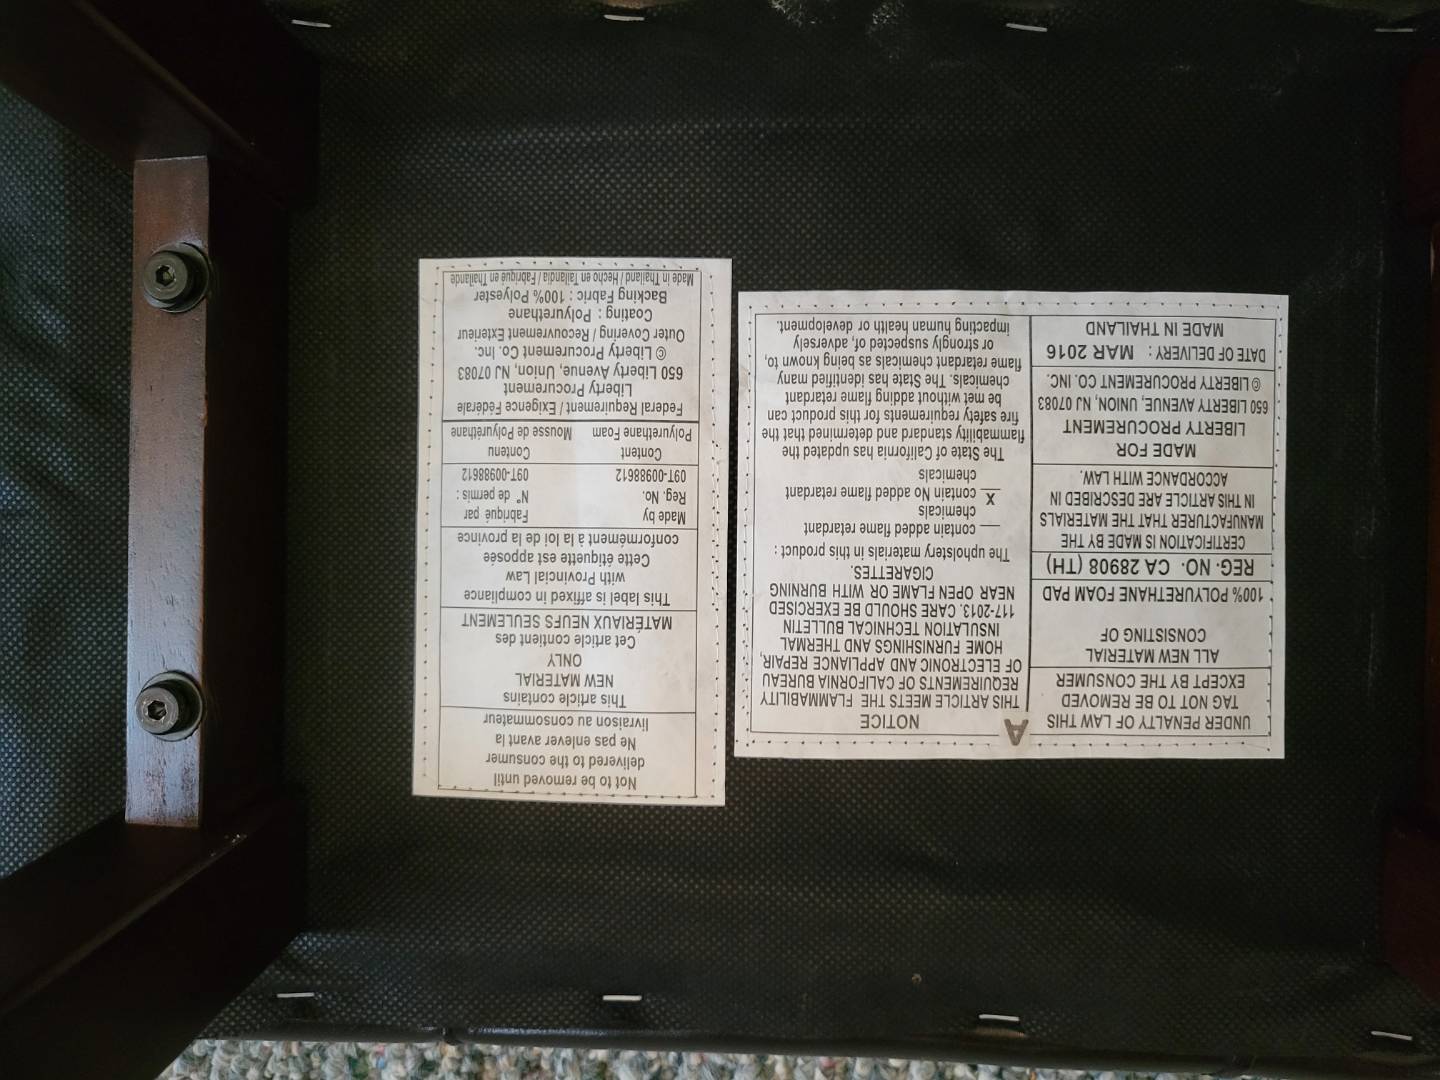 UNDER PENALTY OF LAW THIS
TAG NOT TO BE REMOVED
EXCEPT BY THE CONSUMER
ALL NEW MATERIAL
CONSISTING OF
100% POLYURETHANE FOAM PAD
REG. NO. CA 28908 (TH)
CERTIFICATION IS MADE BY THE
MANUFACTURER THAT THE MATERIALS
IN THIS ARTICLE ARE DESCRIBED IN
ACCORDANCE WITH LAW.
MADE FOR
LIBERTY PROCUREMENT
650 LIBERTY AVENUE, UNION, NJ 07083
© LIBERTY PROCUREMENT CO. INC.
DATE OF DELIVERY : MAR 2016
MADE IN THAILAND
A
NOTICE
THIS ARTICLE MEETS THE FLAMMABILITY
REQUIREMENTS OF CALIFORNIA BUREAU
OF ELECTRONIC AND APPLIANCE REPAIR,
HOME FURNISHINGS AND THERMAL
INSULATION TECHNICAL BULLETIN
117-2013. CARE SHOULD BE EXERCISED
NEAR OPEN FLAME OR WITH BURNING
CIGARETTES.
The upholstery materials in this product :
___ contain added flame retardant
chemicals
_X_ contain No added flame retardant
chemicals
The State of California has updated the
flammability standard and determined that the
fire safety requirements for this product can
be met without adding flame retardant
chemicals. The State has identified many
flame retardant chemicals as being known to,
or strongly suspected of, adversely
impacting human health or development.
Not to be removed until
delivered to the consumer
Ne pas enlever avant la
livraison au consommateur
This article contains
NEW MATERIAL
ONLY
Cet article contient des
MATÉRIAUX NEUFS SEULEMENT
This label is affixed in compliance
with Provincial Law
Cette étiquette est apposée
conformément à la loi de la province
Made by Fabriqué par
Reg. No. N° de permis :
09T-00988612 09T-00988612
Content Contenu
Polyurethane Foam Mousse de Polyuréthane
Federal Requirement / Exigence Fédérale
Liberty Procurement
650 Liberty Avenue, Union, NJ 07083
© Liberty Procurement Co. Inc.
Outer Covering / Recouvrement Extérieur
Coating : Polyurethane
Backing Fabric : 100% Polyester
Made in Thailand / Hecho en Tailandia / Fabriqué en Thaïlande